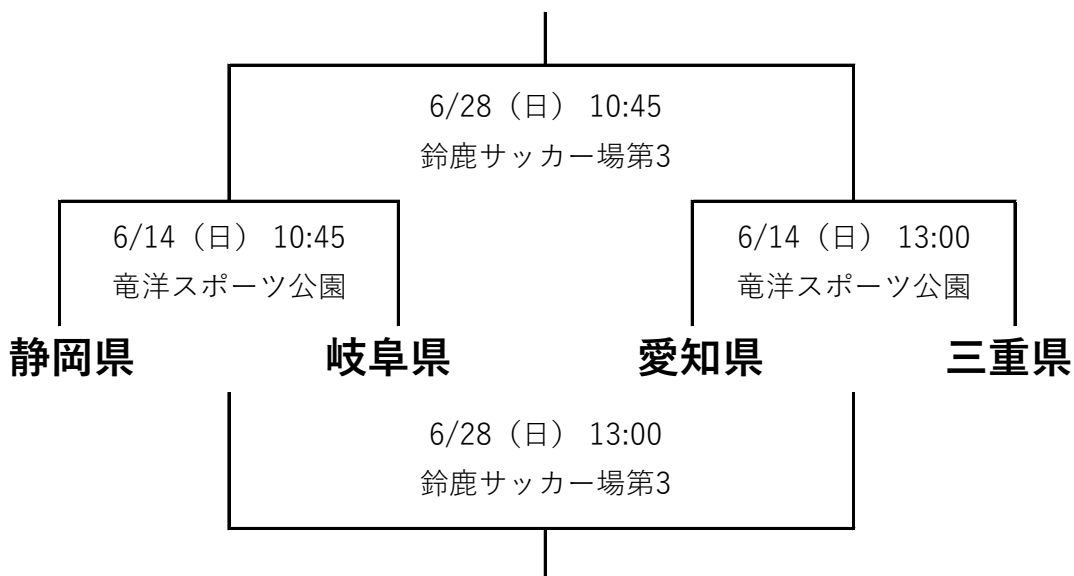 6/28（日） 10:45
鈴鹿サッカー場第3
6/14（日） 10:45
竜洋スポーツ公園
6/14（日） 13:00
竜洋スポーツ公園
静岡県
岐阜県
愛知県
三重県
6/28（日） 13:00
鈴鹿サッカー場第3